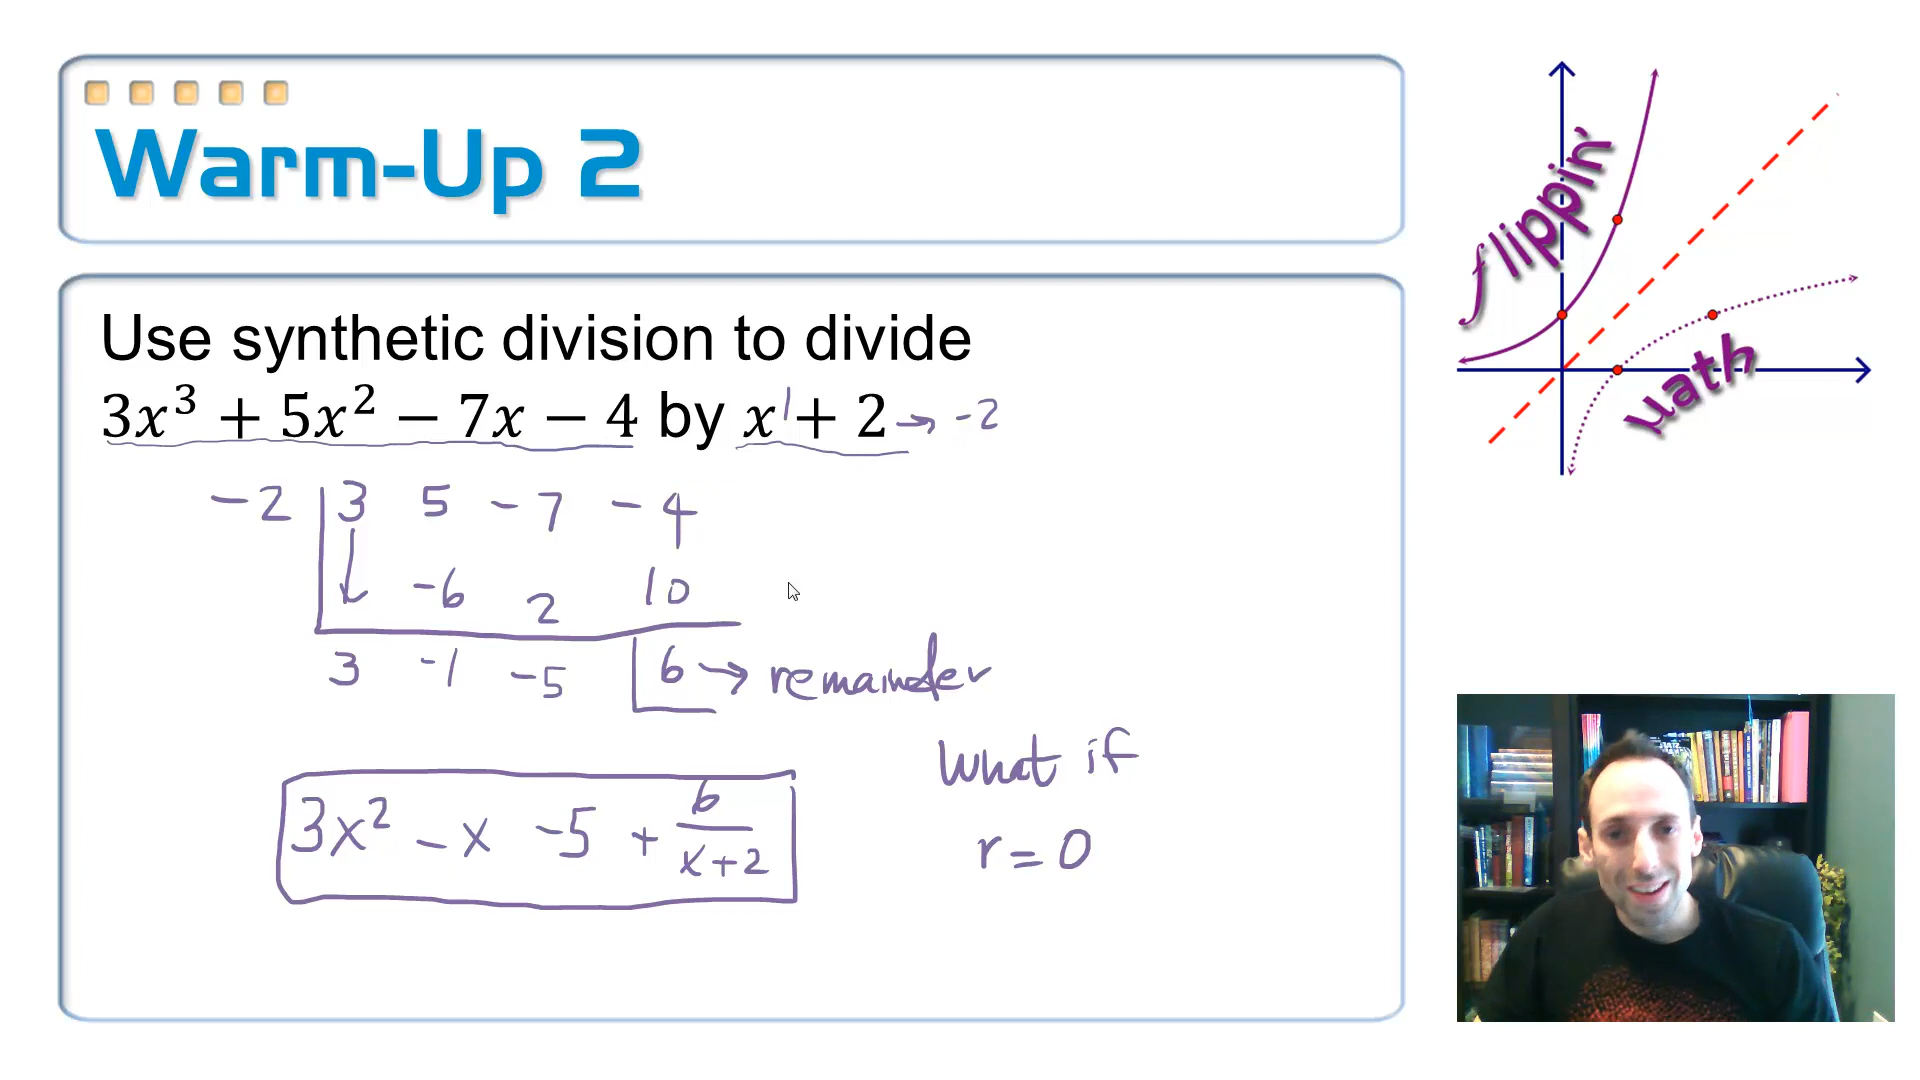 Warm-Up 2
flippin'
math
Use synthetic division to divide
3x³ + 5x² − 7x − 4 by x¹ + 2 → -2
-2 | 3 5 -7 -4
-6 2 10
3 -1 -5 6 → remainder
What if
3x² - x -5 + 6/(x+2)
r = 0